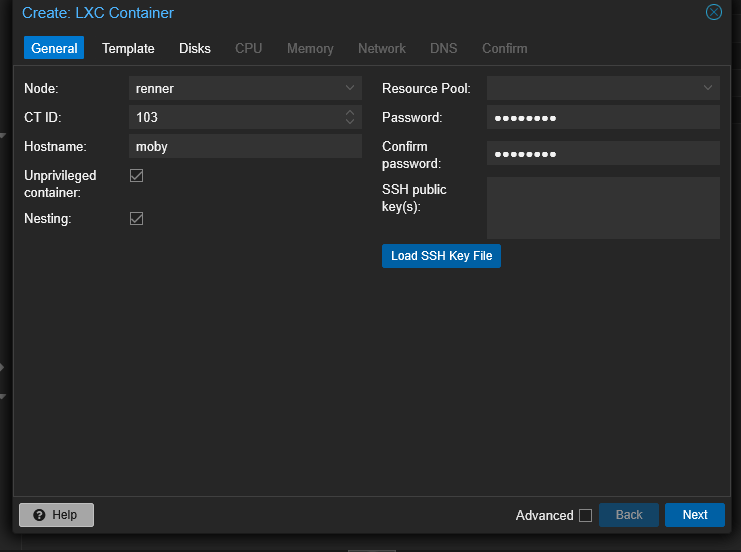 Create: LXC Container
General Template Disks CPU Memory Network DNS Confirm
Node: renner
CT ID: 103
Hostname: moby
Unprivileged
container:
Nesting:
Resource Pool:
Password: ●●●●●●●●
Confirm
password: ●●●●●●●●
SSH public
key(s):
Load SSH Key File
Help Advanced Back Next